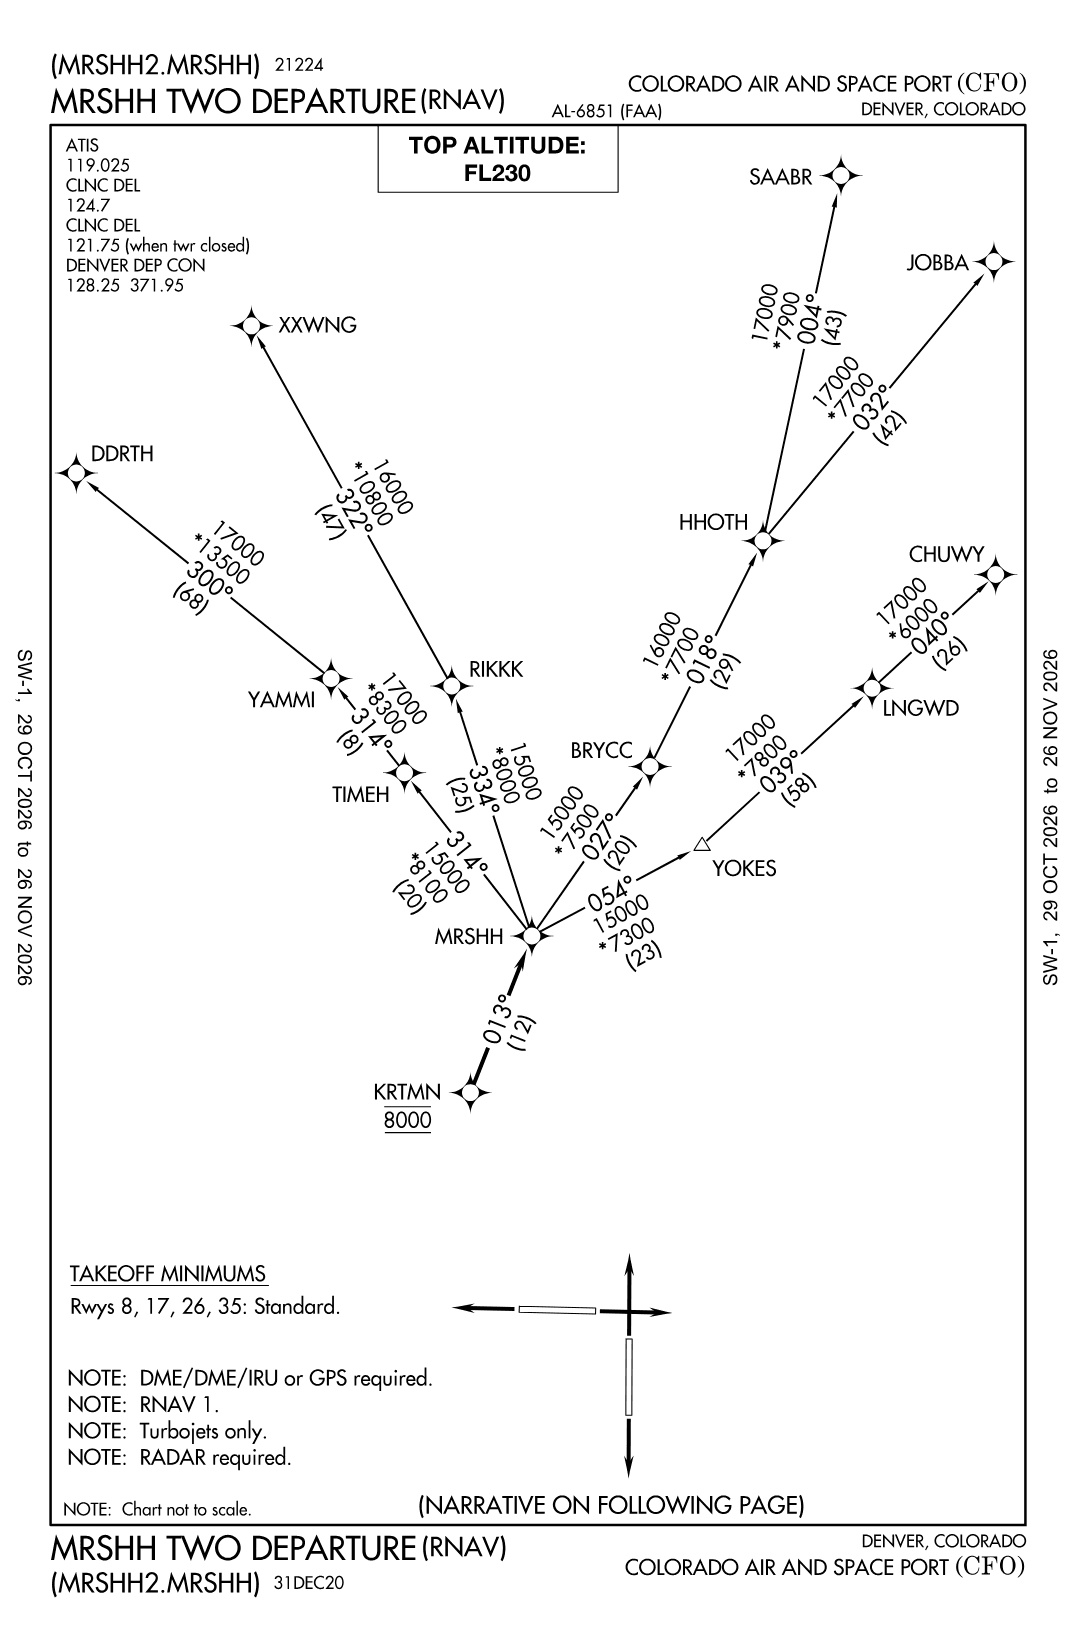 (MRSHH2.MRSHH) 21224
MRSHH TWO DEPARTURE (RNAV)
AL-6851 (FAA)
COLORADO AIR AND SPACE PORT (CFO)
DENVER, COLORADO
ATIS
119.025
CLNC DEL
124.7
CLNC DEL
121.75 (when twr closed)
DENVER DEP CON
128.25 371.95
TOP ALTITUDE:
FL230
SAABR
JOBBA
17000
*7900
004°
(43)
XXWNG
17000
*7700
032°
(42)
DDRTH
16000
*10800
322°
(47)
HHOTH
17000
*13500
300°
(68)
CHUWY
17000
*6000
040°
(26)
16000
*7700
018°
(29)
RIKKK
YAMMI
17000
*8300
314°
(8)
LNGWD
BRYCC
17000
*7800
039°
(58)
TIMEH
15000
*8000
334°
(25)
15000
*7500
027°
(20)
314°
15000
*8100
(20)
YOKES
054°
15000
*7300
(23)
MRSHH
013°
(12)
KRTMN
8000
SW-1, 29 OCT 2026 to 26 NOV 2026
SW-1, 29 OCT 2026 to 26 NOV 2026
TAKEOFF MINIMUMS
Rwys 8, 17, 26, 35: Standard.
NOTE: DME/DME/IRU or GPS required.
NOTE: RNAV 1.
NOTE: Turbojets only.
NOTE: RADAR required.
NOTE: Chart not to scale.
(NARRATIVE ON FOLLOWING PAGE)
MRSHH TWO DEPARTURE (RNAV)
(MRSHH2.MRSHH) 31DEC20
DENVER, COLORADO
COLORADO AIR AND SPACE PORT (CFO)